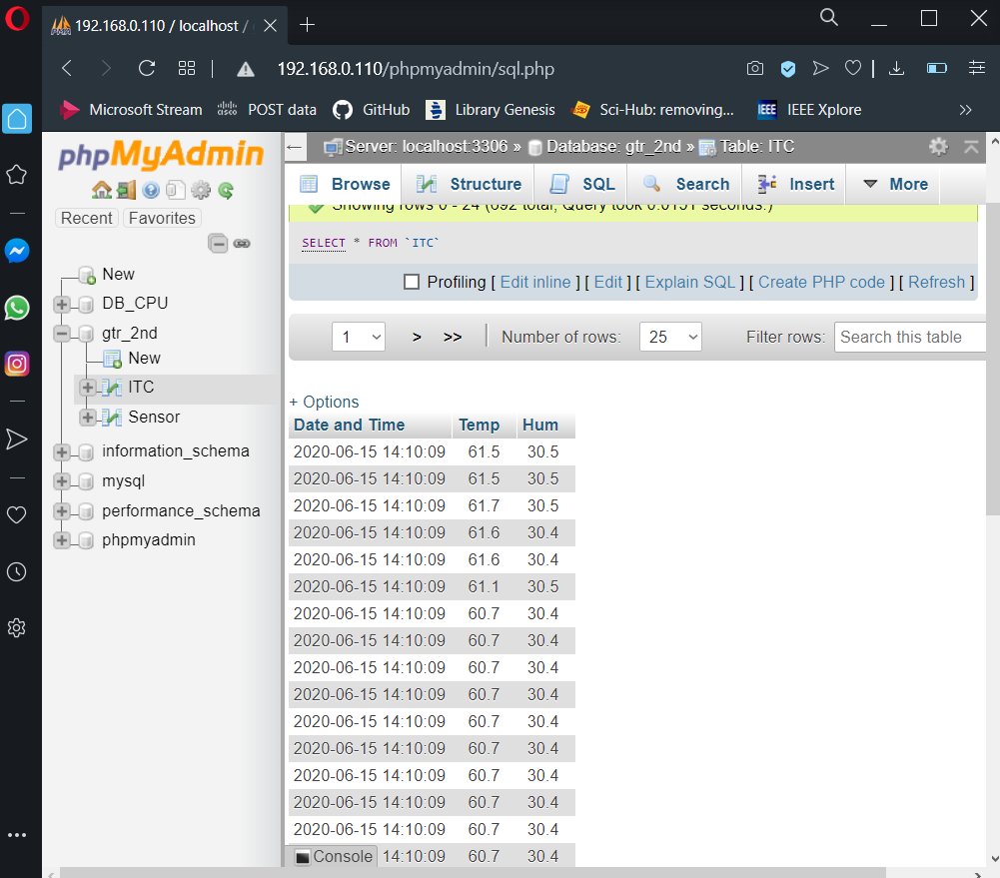 192.168.0.110 / localhost /
192.168.0.110/phpmyadmin/sql.php
Microsoft Stream
cisco POST data
GitHub
Library Genesis
Sci-Hub: removing...
IEEE IEEE Xplore
phpMyAdmin
Recent Favorites
New
DB_CPU
gtr_2nd
New
ITC
Sensor
information_schema
mysql
performance_schema
phpmyadmin
Server: localhost:3306 » Database: gtr_2nd » Table: ITC
Browse Structure SQL Search Insert More
Showing rows 0 - 24 (692 total, Query took 0.0151 seconds.)
SELECT * FROM `ITC`
Profiling [ Edit inline ] [ Edit ] [ Explain SQL ] [ Create PHP code ] [ Refresh ]
1 > >> Number of rows: 25 Filter rows: Search this table
+ Options
Date and Time Temp Hum
2020-06-15 14:10:09 61.5 30.5
2020-06-15 14:10:09 61.5 30.5
2020-06-15 14:10:09 61.7 30.5
2020-06-15 14:10:09 61.6 30.4
2020-06-15 14:10:09 61.6 30.4
2020-06-15 14:10:09 61.1 30.5
2020-06-15 14:10:09 60.7 30.4
2020-06-15 14:10:09 60.7 30.4
2020-06-15 14:10:09 60.7 30.4
2020-06-15 14:10:09 60.7 30.4
2020-06-15 14:10:09 60.7 30.4
2020-06-15 14:10:09 60.7 30.4
2020-06-15 14:10:09 60.7 30.4
2020-06-15 14:10:09 60.7 30.4
2020-06-15 14:10:09 60.7 30.4
Console 14:10:09 60.7 30.4